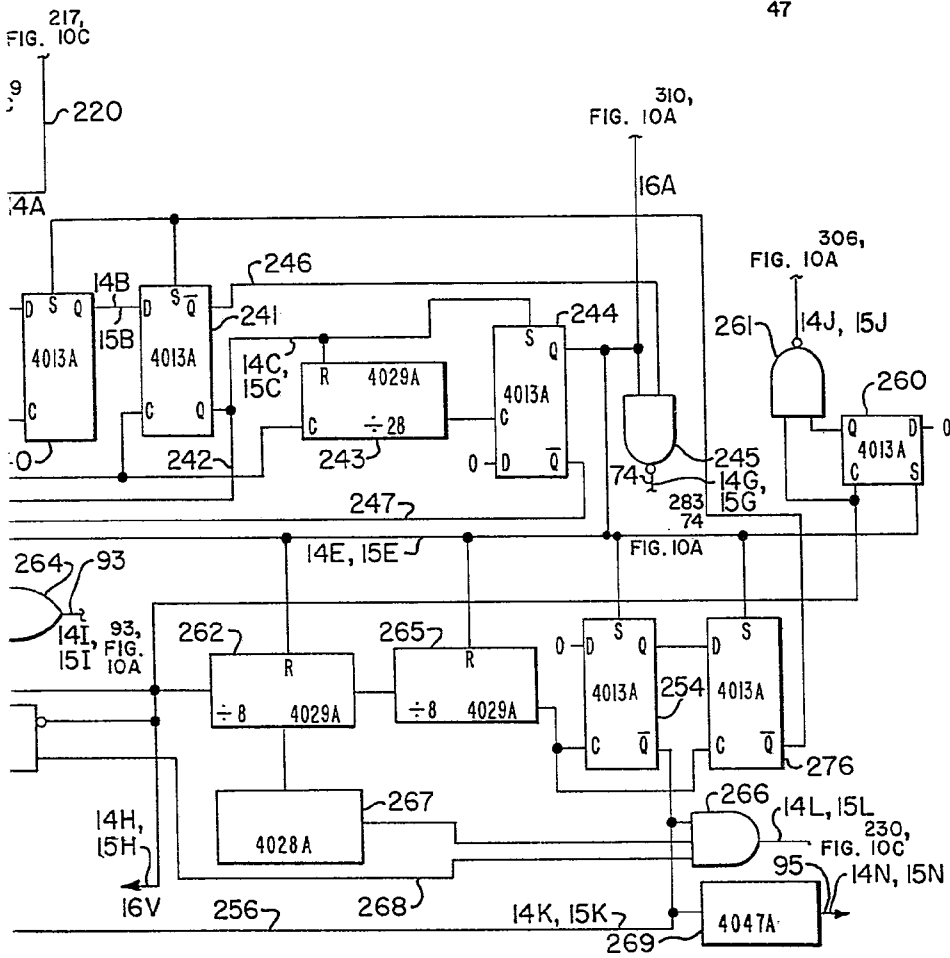 47
217,
FIG. 10C
9
C
220
14A
310,
FIG. 10A
16A
306,
FIG. 10A
14J, 15J
261
260
Q D 0
4013A
C S
D S Q
4013A
C
14B
15B
D S Q̅
4013A
C Q
241
246
242
14C,
15C
R 4029A
C ÷ 28
243
244
S
Q
4013A
C
0 D Q̅
247
245
74
14G,
15G
283
74
FIG. 10A
14E, 15E
264
93
14I,
15I
93,
FIG.
10A
262
R
÷ 8 4029A
265
R
÷ 8 4029A
0 D S Q
4013A
C Q̅
254
S
D
4013A
C Q̅
276
267
4028A
266
14L, 15L
230,
FIG. 10C
14H,
15H
16V
268
256
14K, 15K
269
4047A
95
14N, 15N